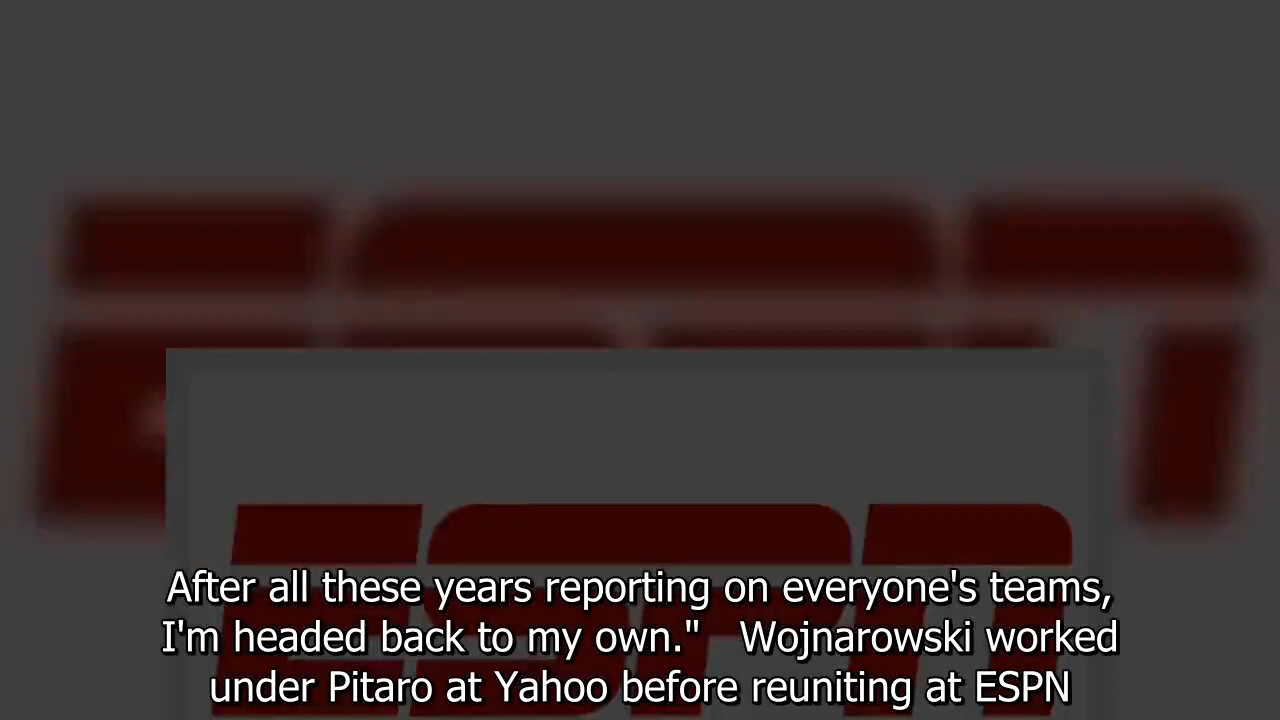 ESPN
After all these years reporting on everyone's teams,
I'm headed back to my own."   Wojnarowski worked
under Pitaro at Yahoo before reuniting at ESPN